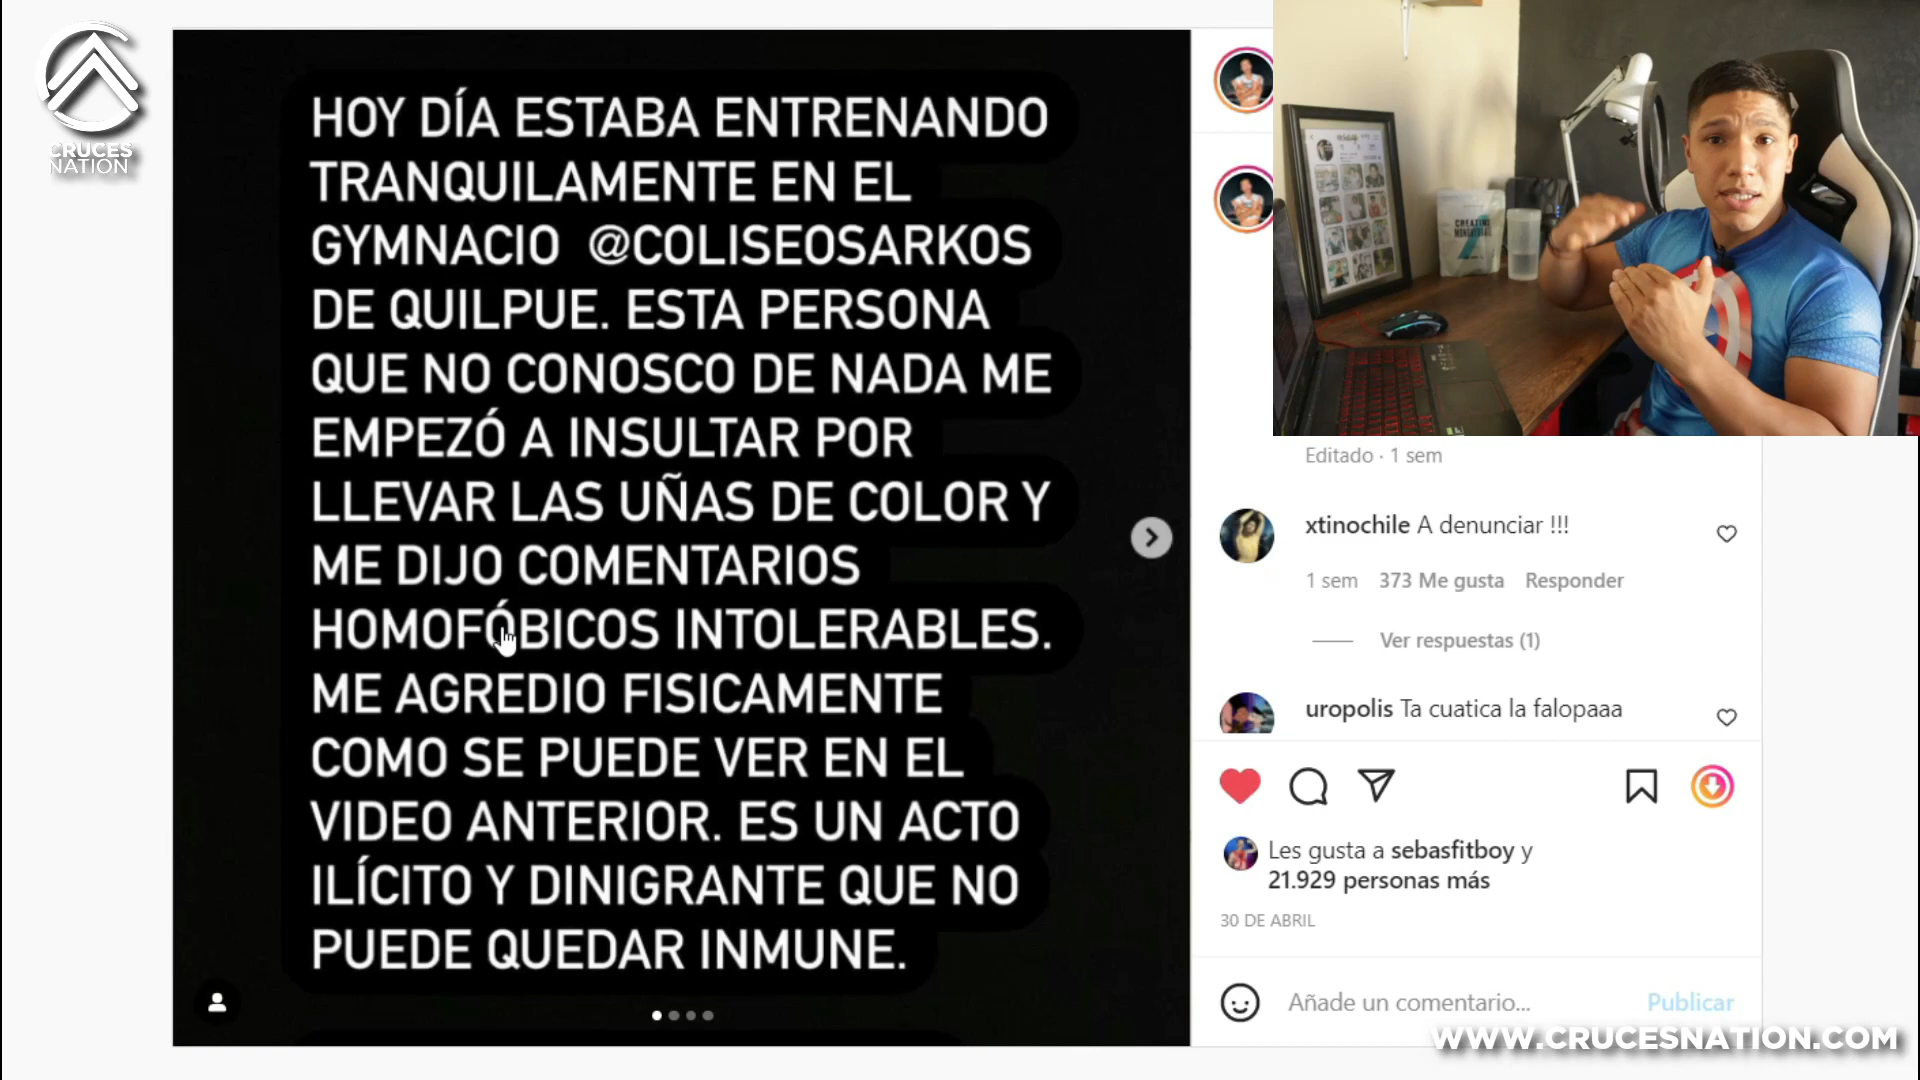 CRUCES
NATION
HOY DÍA ESTABA ENTRENANDO
TRANQUILAMENTE EN EL
GYMNACIO @COLISEOSARKOS
DE QUILPUE. ESTA PERSONA
QUE NO CONOSCO DE NADA ME
EMPEZÓ A INSULTAR POR
LLEVAR LAS UÑAS DE COLOR Y
ME DIJO COMENTARIOS
HOMOFÓBICOS INTOLERABLES.
ME AGREDIO FISICAMENTE
COMO SE PUEDE VER EN EL
VIDEO ANTERIOR. ES UN ACTO
ILÍCITO Y DINIGRANTE QUE NO
PUEDE QUEDAR INMUNE.
CREATINE
Editado · 1 sem
xtinochile A denunciar !!!
1 sem 373 Me gusta Responder
Ver respuestas (1)
uropolis Ta cuatica la falopaaa
Les gusta a sebasfitboy y
21.929 personas más
30 DE ABRIL
Añade un comentario... Publicar
WWW.CRUCESNATION.COM